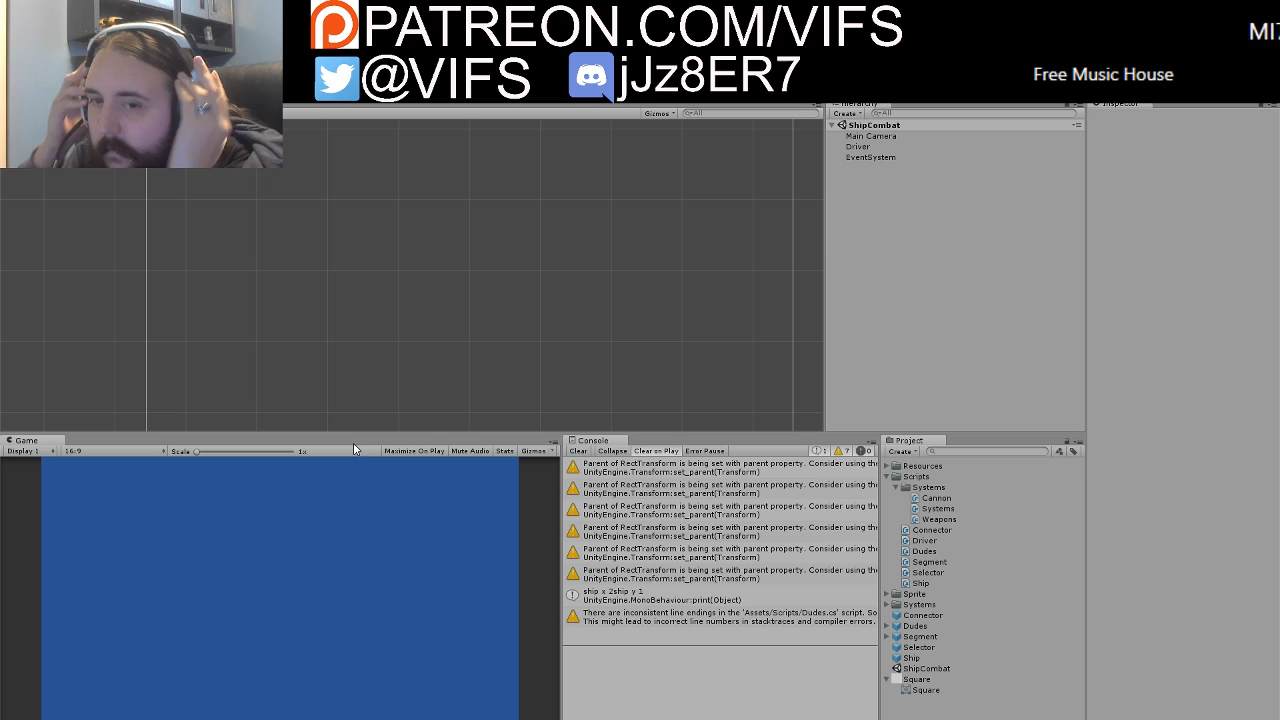 PATREON.COM/VIFS
@VIFS jJz8ER7
MI
Free Music House
Hierarchy
Inspector
Gizmos All
Create All
ShipCombat
Main Camera
Driver
EventSystem
Game
Display 1 16:9 Scale 1x Maximize On Play Mute Audio Stats Gizmos
Console
Clear Collapse Clear on Play Error Pause 1 7 0
Parent of RectTransform is being set with parent property. Consider using the
UnityEngine.Transform:set_parent(Transform)
Parent of RectTransform is being set with parent property. Consider using the
UnityEngine.Transform:set_parent(Transform)
Parent of RectTransform is being set with parent property. Consider using the
UnityEngine.Transform:set_parent(Transform)
Parent of RectTransform is being set with parent property. Consider using the
UnityEngine.Transform:set_parent(Transform)
Parent of RectTransform is being set with parent property. Consider using the
UnityEngine.Transform:set_parent(Transform)
Parent of RectTransform is being set with parent property. Consider using the
UnityEngine.Transform:set_parent(Transform)
ship x 2ship y 1
UnityEngine.MonoBehaviour:print(Object)
There are inconsistent line endings in the 'Assets/Scripts/Dudes.cs' script. So
This might lead to incorrect line numbers in stacktraces and compiler errors.
Project
Create
Resources
Scripts
Systems
Cannon
Systems
Weapons
Connector
Driver
Dudes
Segment
Selector
Ship
Sprite
Systems
Connector
Dudes
Segment
Selector
Ship
ShipCombat
Square
Square